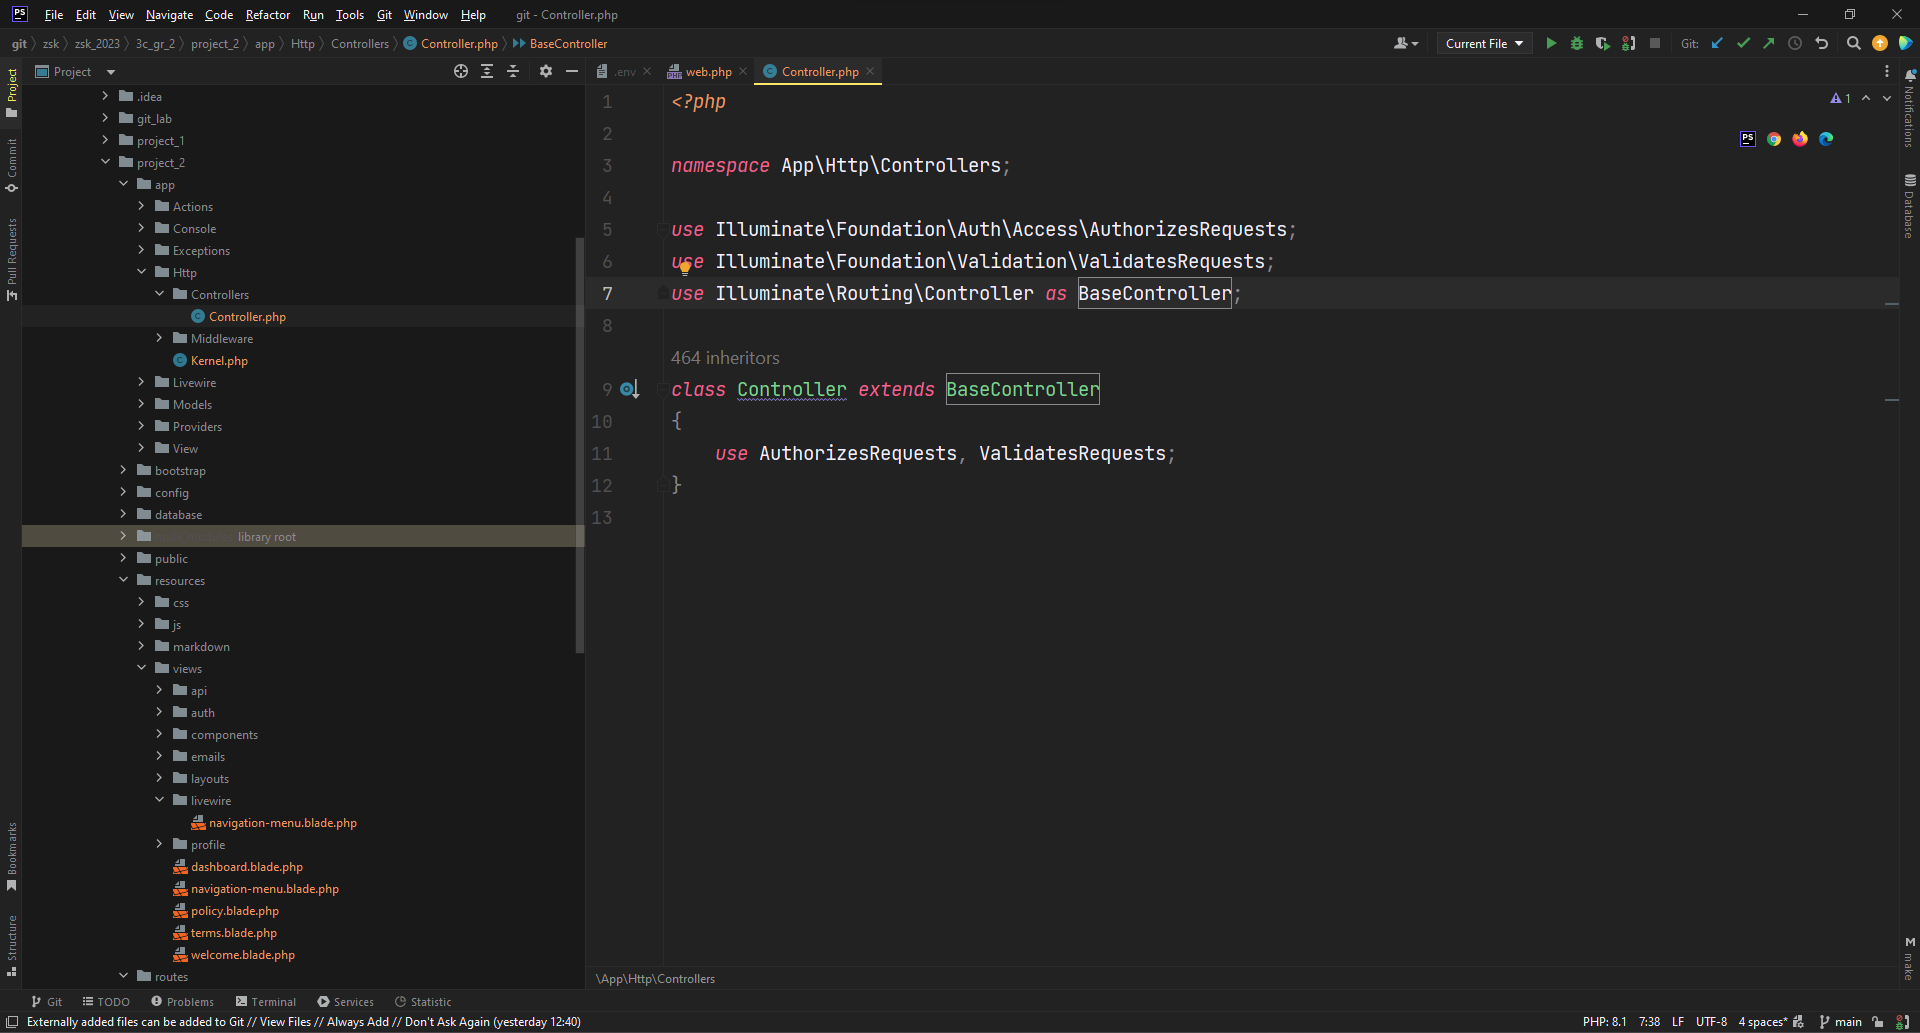 PS File Edit View Navigate Code Refactor Run Tools Git Window Help git - Controller.php
git zsk zsk_2023 3c_gr_2 project_2 app Http Controllers Controller.php BaseController
Current File Git:
Project
.env web.php Controller.php
Project
Commit
Pull Requests
Bookmarks
Structure
.idea
git_lab
project_1
project_2
app
Actions
Console
Exceptions
Http
Controllers
Controller.php
Middleware
Kernel.php
Livewire
Models
Providers
View
bootstrap
config
database
library root
public
resources
css
js
markdown
views
api
auth
components
emails
layouts
livewire
navigation-menu.blade.php
profile
dashboard.blade.php
navigation-menu.blade.php
policy.blade.php
terms.blade.php
welcome.blade.php
routes
1 <?php
2
3 namespace App\Http\Controllers;
4
5 use Illuminate\Foundation\Auth\Access\AuthorizesRequests;
6 use Illuminate\Foundation\Validation\ValidatesRequests;
7 use Illuminate\Routing\Controller as BaseController;
8
464 inheritors
9 class Controller extends BaseController
10 {
11 use AuthorizesRequests, ValidatesRequests;
12 }
13
1
PS
Notifications
Database
M make
\App\Http\Controllers
Git TODO Problems Terminal Services Statistic
Externally added files can be added to Git // View Files // Always Add // Don't Ask Again (yesterday 12:40)
PHP: 8.1 7:38 LF UTF-8 4 spaces* main